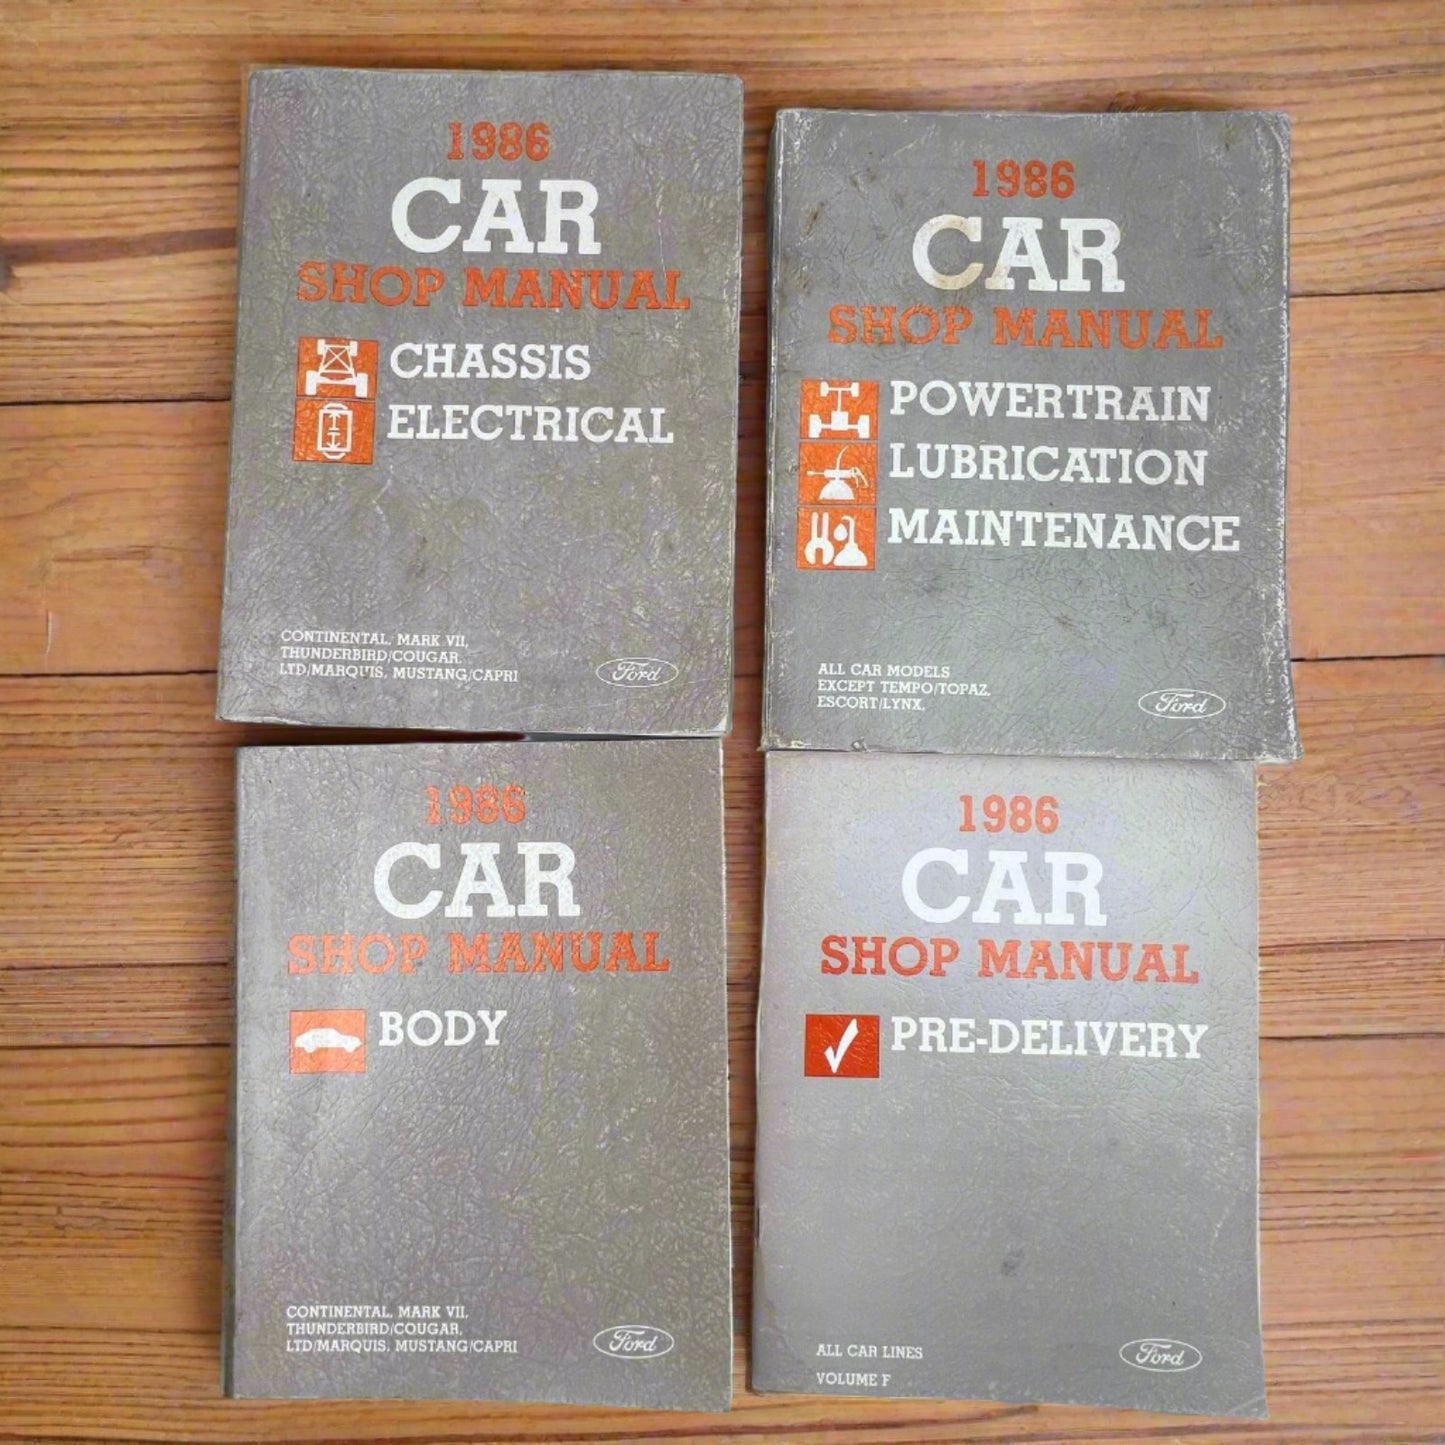 1986
CAR
SHOP MANUAL
CHASSIS
ELECTRICAL
CONTINENTAL, MARK VII,
THUNDERBIRD/COUGAR,
LTD/MARQUIS, MUSTANG/CAPRI
Ford
1986
CAR
SHOP MANUAL
POWERTRAIN
LUBRICATION
MAINTENANCE
ALL CAR MODELS
EXCEPT TEMPO/TOPAZ,
ESCORT/LYNX,
Ford
1986
CAR
SHOP MANUAL
BODY
CONTINENTAL, MARK VII,
THUNDERBIRD/COUGAR,
LTD/MARQUIS, MUSTANG/CAPRI
Ford
1986
CAR
SHOP MANUAL
PRE-DELIVERY
ALL CAR LINES
VOLUME F
Ford